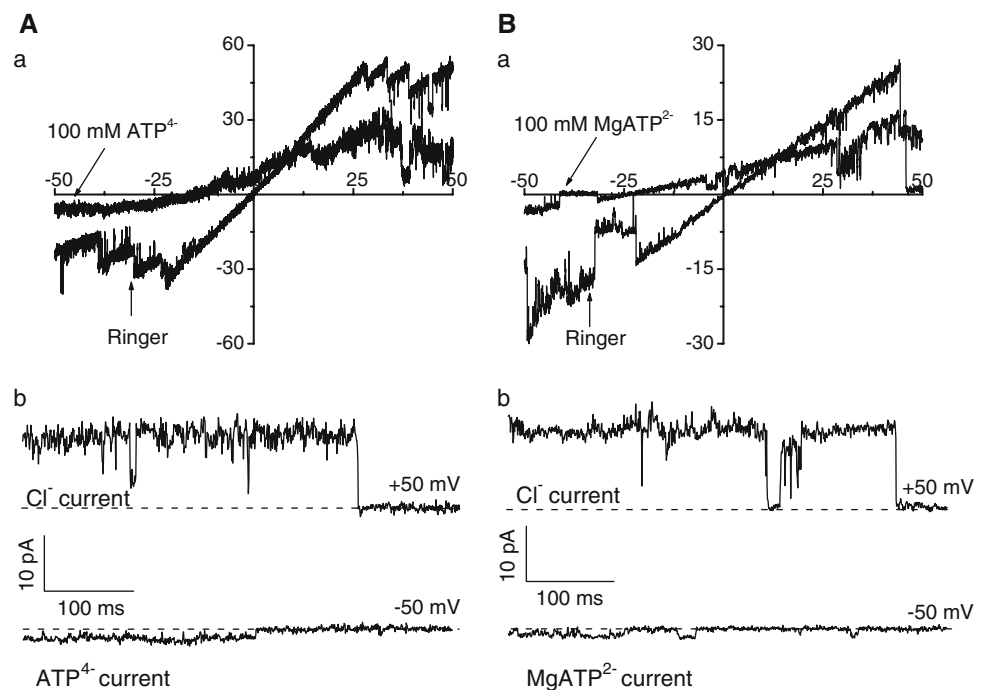 A
a
60
30
100 mM ATP4-
-50
-25
25
50
-30
Ringer
-60
b
Cl- current
+50 mV
10 pA
100 ms
-50 mV
ATP4- current
B
a
30
15
100 mM MgATP2-
-50
-25
25
50
-15
Ringer
-30
b
Cl- current
+50 mV
10 pA
100 ms
-50 mV
MgATP2- current